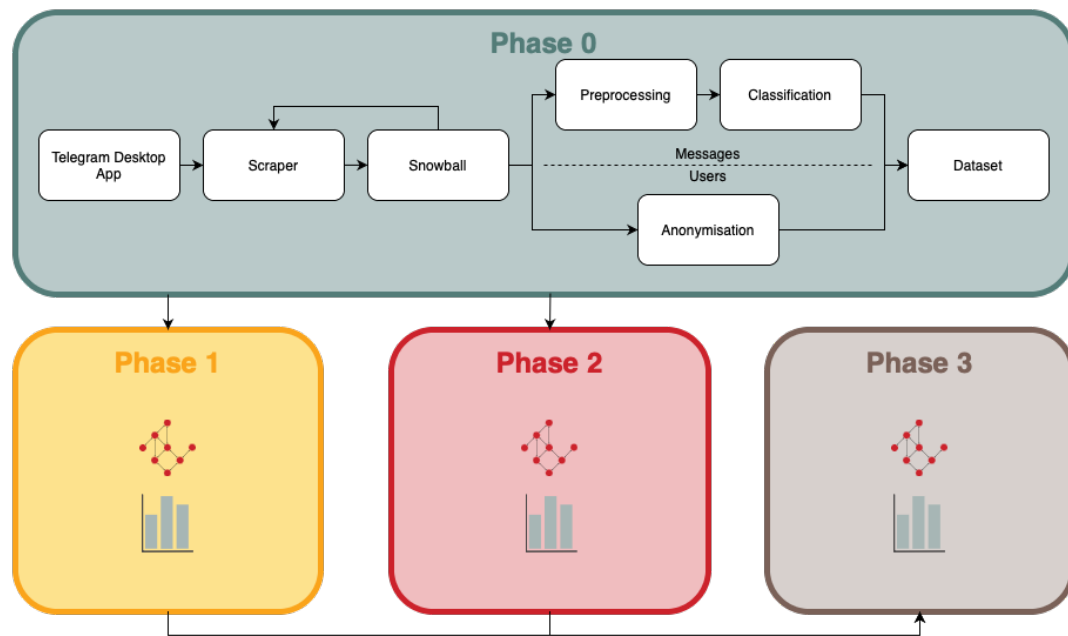 Phase 0
Preprocessing
Classification
Telegram Desktop
App
Scraper
Snowball
Messages
Users
Dataset
Anonymisation
Phase 1
Phase 2
Phase 3